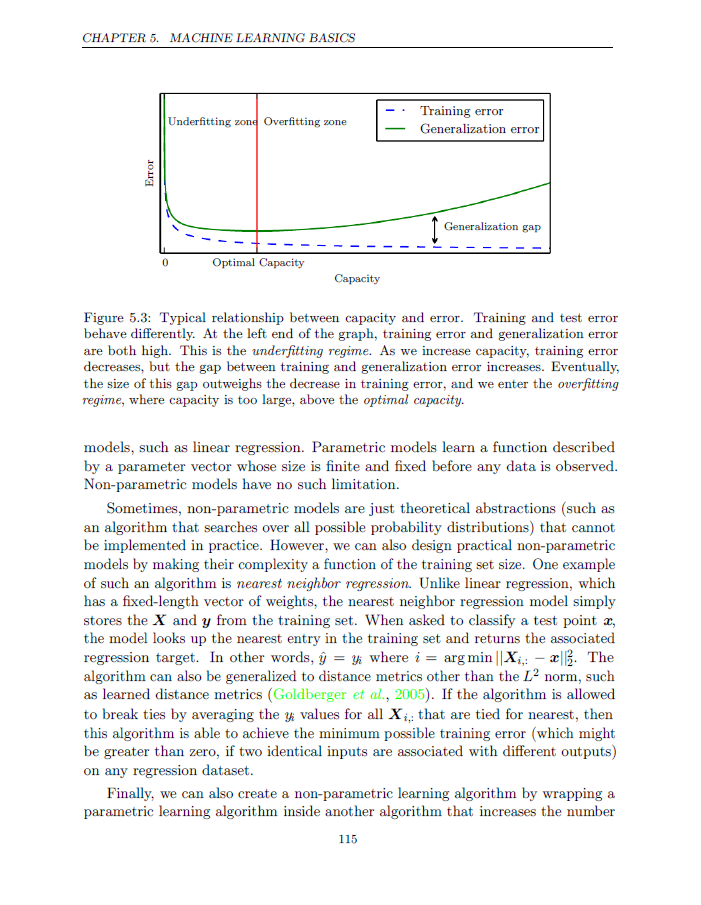 CHAPTER 5. MACHINE LEARNING BASICS
Training error
Generalization error
Underfitting zone Overfitting zone
Error
Generalization gap
0
Optimal Capacity
Capacity
Figure 5.3: Typical relationship between capacity and error. Training and test error
behave differently. At the left end of the graph, training error and generalization error
are both high. This is the underfitting regime. As we increase capacity, training error
decreases, but the gap between training and generalization error increases. Eventually,
the size of this gap outweighs the decrease in training error, and we enter the overfitting
regime, where capacity is too large, above the optimal capacity.
models, such as linear regression. Parametric models learn a function described
by a parameter vector whose size is finite and fixed before any data is observed.
Non-parametric models have no such limitation.
Sometimes, non-parametric models are just theoretical abstractions (such as
an algorithm that searches over all possible probability distributions) that cannot
be implemented in practice. However, we can also design practical non-parametric
models by making their complexity a function of the training set size. One example
of such an algorithm is nearest neighbor regression. Unlike linear regression, which
has a fixed-length vector of weights, the nearest neighbor regression model simply
stores the X and y from the training set. When asked to classify a test point x,
the model looks up the nearest entry in the training set and returns the associated
regression target. In other words, ŷ = yᵢ where i = arg min ||Xᵢ,: − x||₂². The
algorithm can also be generalized to distance metrics other than the L² norm, such
as learned distance metrics (Goldberger et al., 2005). If the algorithm is allowed
to break ties by averaging the yᵢ values for all Xᵢ,: that are tied for nearest, then
this algorithm is able to achieve the minimum possible training error (which might
be greater than zero, if two identical inputs are associated with different outputs)
on any regression dataset.
Finally, we can also create a non-parametric learning algorithm by wrapping a
parametric learning algorithm inside another algorithm that increases the number
115